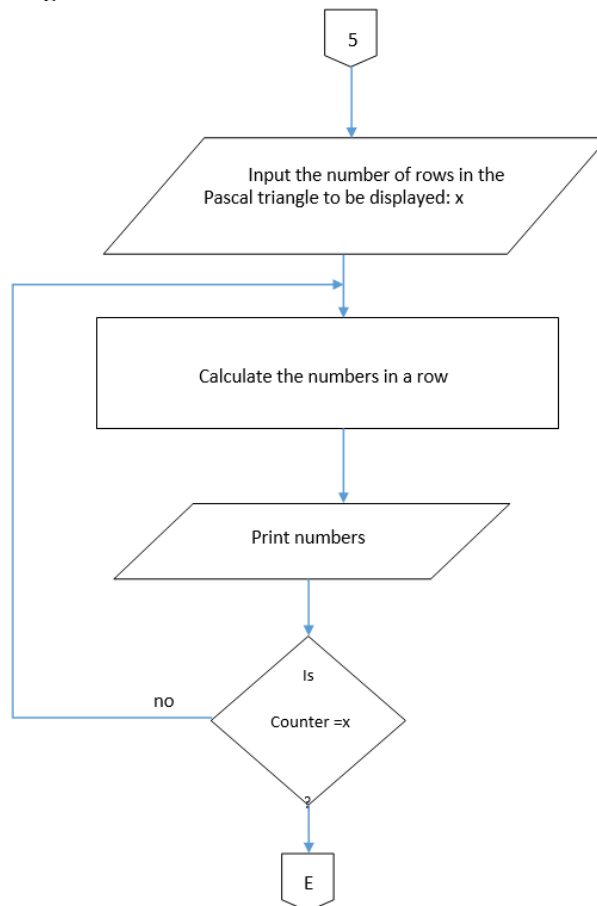 5
Input the number of rows in the
Pascal triangle to be displayed: x
Calculate the numbers in a row
Print numbers
Is
Counter =x
?
no
E